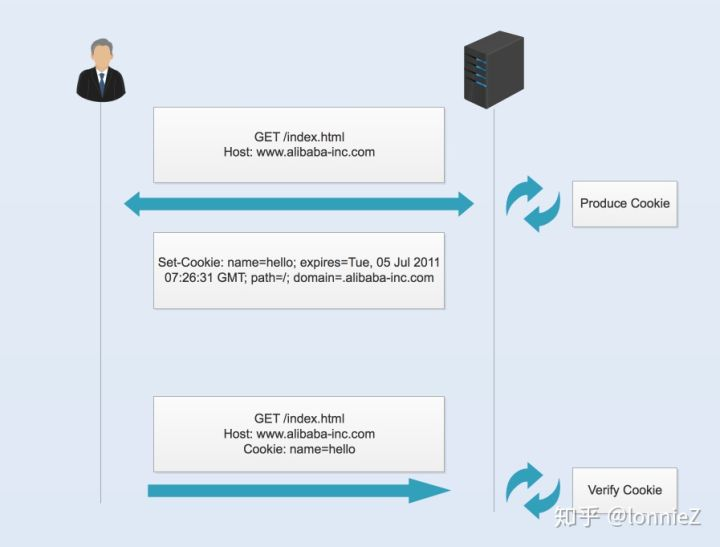 GET /index.html
Host: www.alibaba-inc.com
Produce Cookie
Set-Cookie: name=hello; expires=Tue, 05 Jul 2011
07:26:31 GMT; path=/; domain=.alibaba-inc.com
GET /index.html
Host: www.alibaba-inc.com
Cookie: name=hello
Verify Cookie
知乎 @lonnieZ